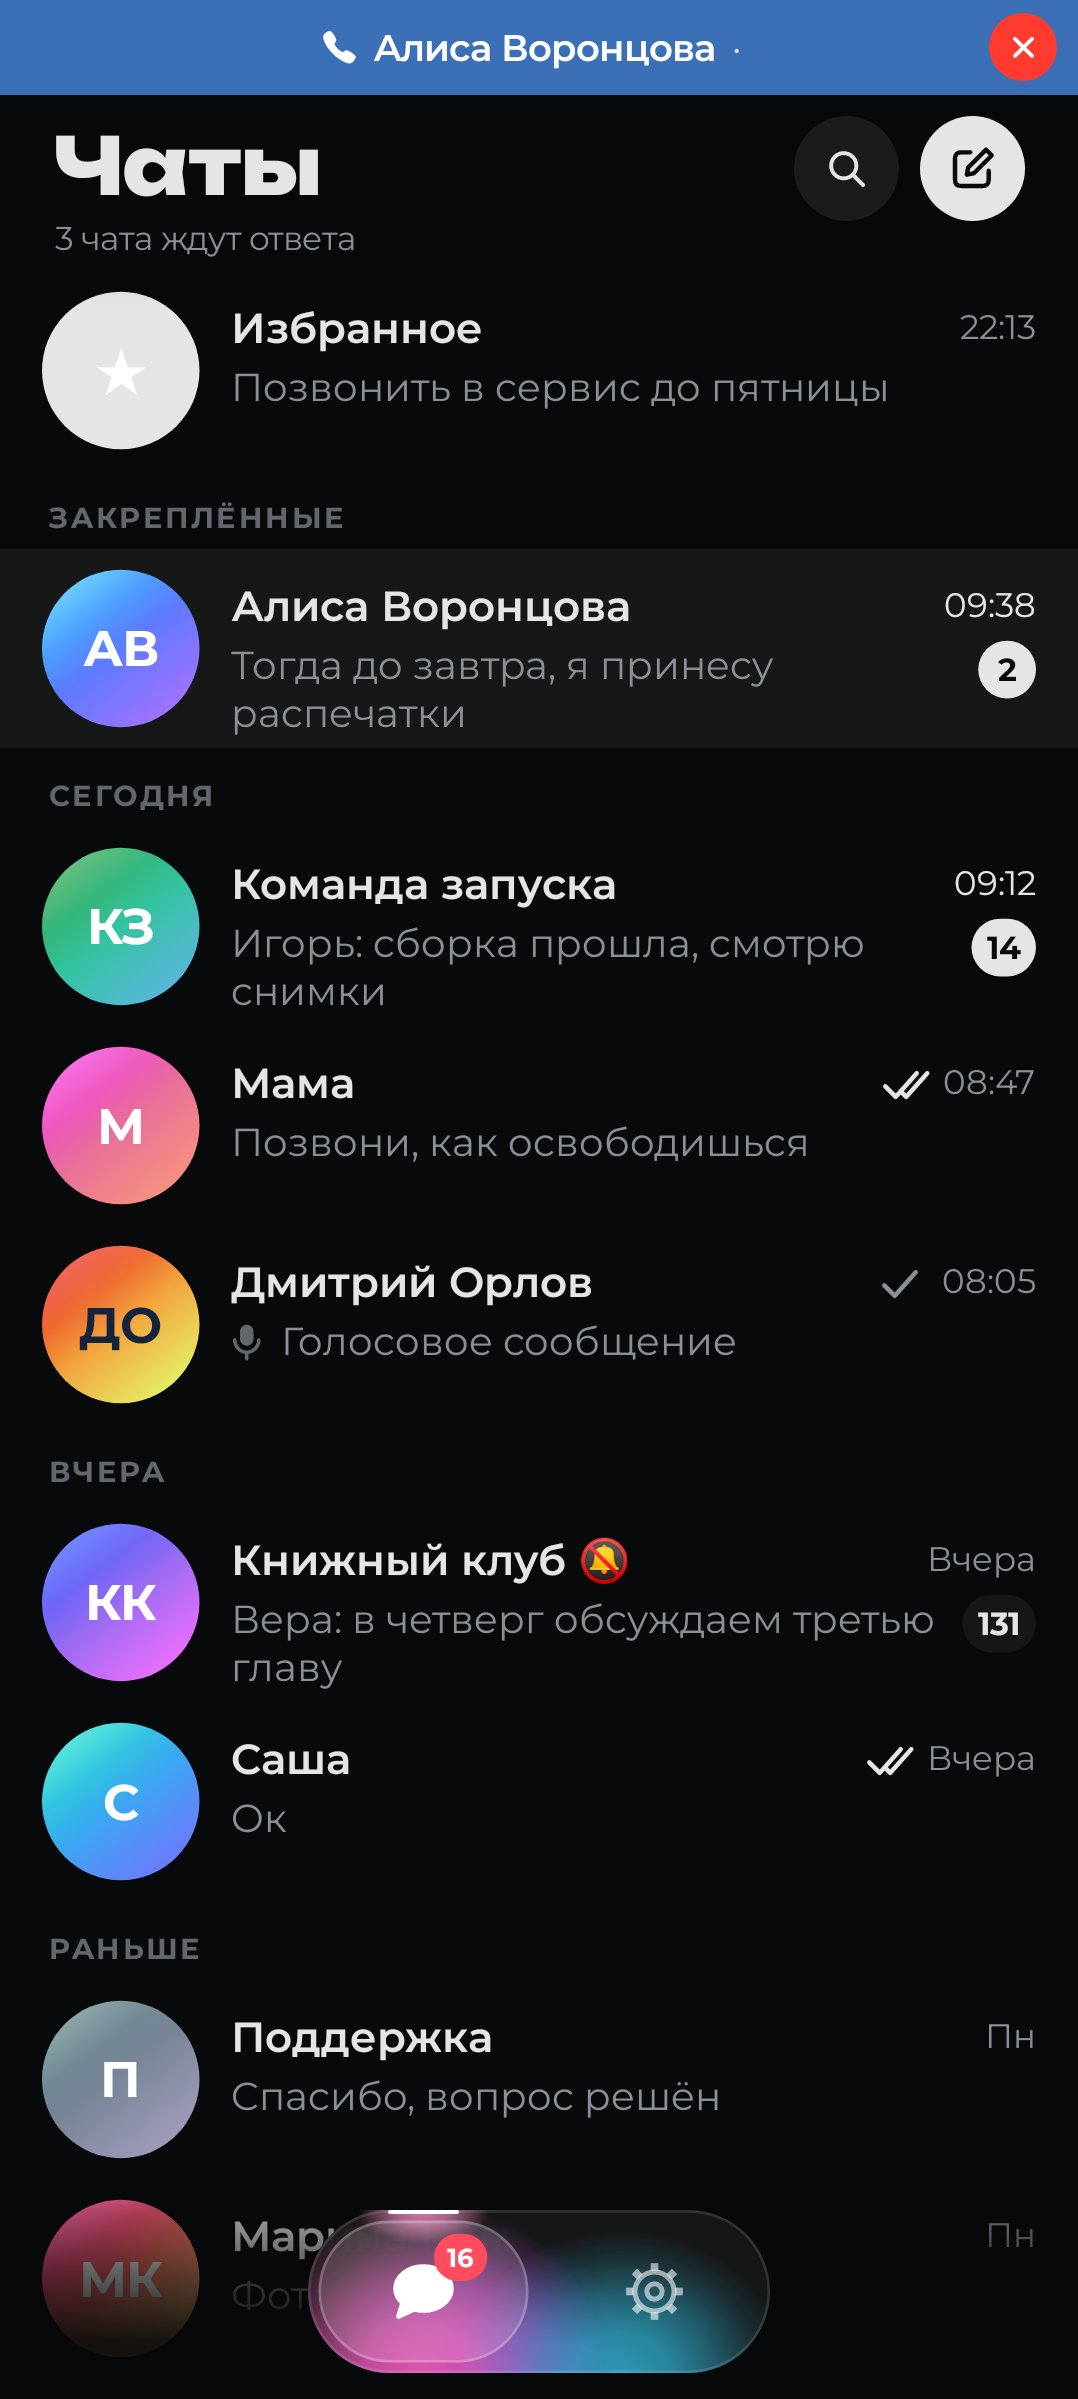 Алиса Воронцова ·
Чаты
3 чата ждут ответа
Избранное 22:13
Позвонить в сервис до пятницы
ЗАКРЕПЛЁННЫЕ
АВ Алиса Воронцова 09:38
Тогда до завтра, я принесу 2
распечатки
СЕГОДНЯ
КЗ Команда запуска 09:12
Игорь: сборка прошла, смотрю 14
снимки
М Мама 08:47
Позвони, как освободишься
ДО Дмитрий Орлов 08:05
Голосовое сообщение
ВЧЕРА
КК Книжный клуб 🔕 Вчера
Вера: в четверг обсуждаем третью 131
главу
С Саша Вчера
Ок
РАНЬШЕ
П Поддержка Пн
Спасибо, вопрос решён
МК Пн
16